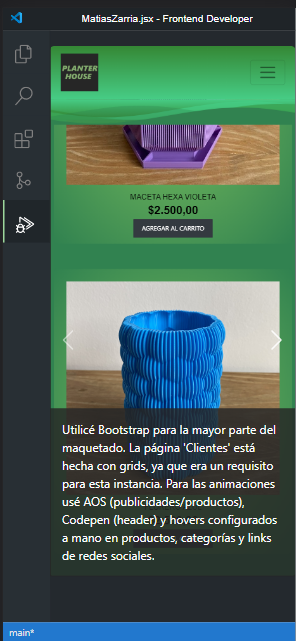 MatiasZarria.jsx - Frontend Developer
PLANTER
HOUSE
MACETA HEXA VIOLETA
$2.500,00
AGREGAR AL CARRITO
Utilicé Bootstrap para la mayor parte del
maquetado. La página 'Clientes' está
hecha con grids, ya que era un requisito
para esta instancia. Para las animaciones
usé AOS (publicidades/productos),
Codepen (header) y hovers configurados
a mano en productos, categorías y links
de redes sociales.
main*